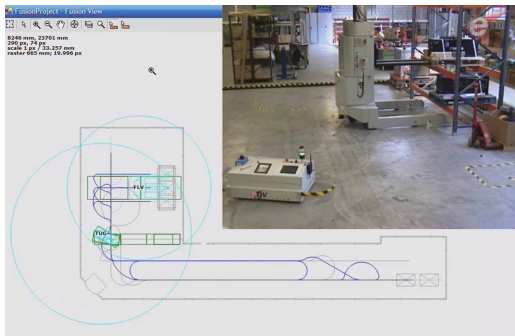 FusionProject - Fusion View
8246 mm, 23701 mm
290 px, 74 px
scale 1 px / 33.257 mm
raster 665 mm; 19.996 px
FLV
TUG